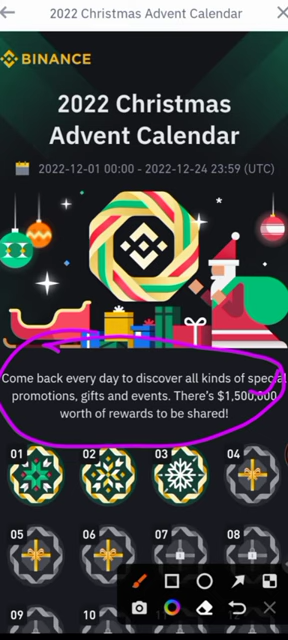 2022 Christmas Advent Calendar
BINANCE
2022 Christmas
Advent Calendar
2022-12-01 00:00 - 2022-12-24 23:59 (UTC)
Come back every day to discover all kinds of special
promotions, gifts and events. There's $1,500,000
worth of rewards to be shared!
01 02 03 04
05 06 07 08
09 10 11 12